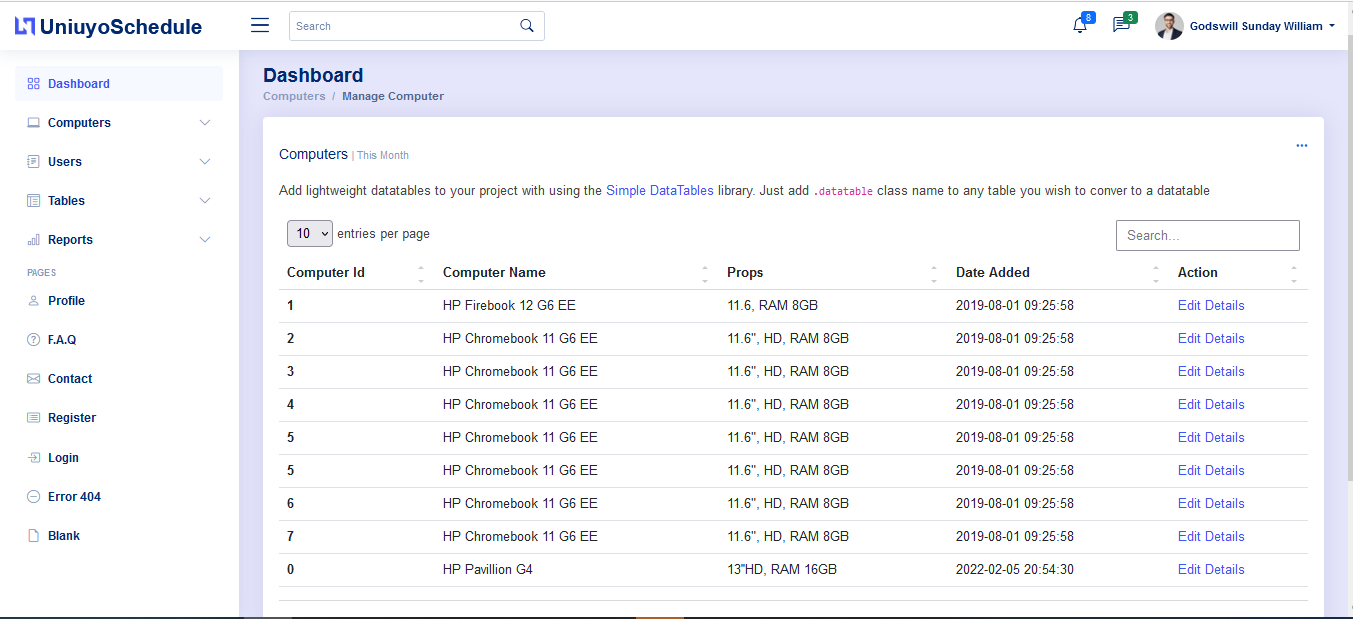 UniuyoSchedule
Search
8
3
Godswill Sunday William
Dashboard
Computers
Users
Tables
Reports
PAGES
Profile
F.A.Q
Contact
Register
Login
Error 404
Blank
Dashboard
Computers / Manage Computer
Computers | This Month
Add lightweight datatables to your project with using the Simple DataTables library. Just add .datatable class name to any table you wish to conver to a datatable
10 entries per page
Search...
Computer Id Computer Name Props Date Added Action
1 HP Firebook 12 G6 EE 11.6, RAM 8GB 2019-08-01 09:25:58 Edit Details
2 HP Chromebook 11 G6 EE 11.6", HD, RAM 8GB 2019-08-01 09:25:58 Edit Details
3 HP Chromebook 11 G6 EE 11.6", HD, RAM 8GB 2019-08-01 09:25:58 Edit Details
4 HP Chromebook 11 G6 EE 11.6", HD, RAM 8GB 2019-08-01 09:25:58 Edit Details
5 HP Chromebook 11 G6 EE 11.6", HD, RAM 8GB 2019-08-01 09:25:58 Edit Details
5 HP Chromebook 11 G6 EE 11.6", HD, RAM 8GB 2019-08-01 09:25:58 Edit Details
6 HP Chromebook 11 G6 EE 11.6", HD, RAM 8GB 2019-08-01 09:25:58 Edit Details
7 HP Chromebook 11 G6 EE 11.6", HD, RAM 8GB 2019-08-01 09:25:58 Edit Details
0 HP Pavillion G4 13"HD, RAM 16GB 2022-02-05 20:54:30 Edit Details